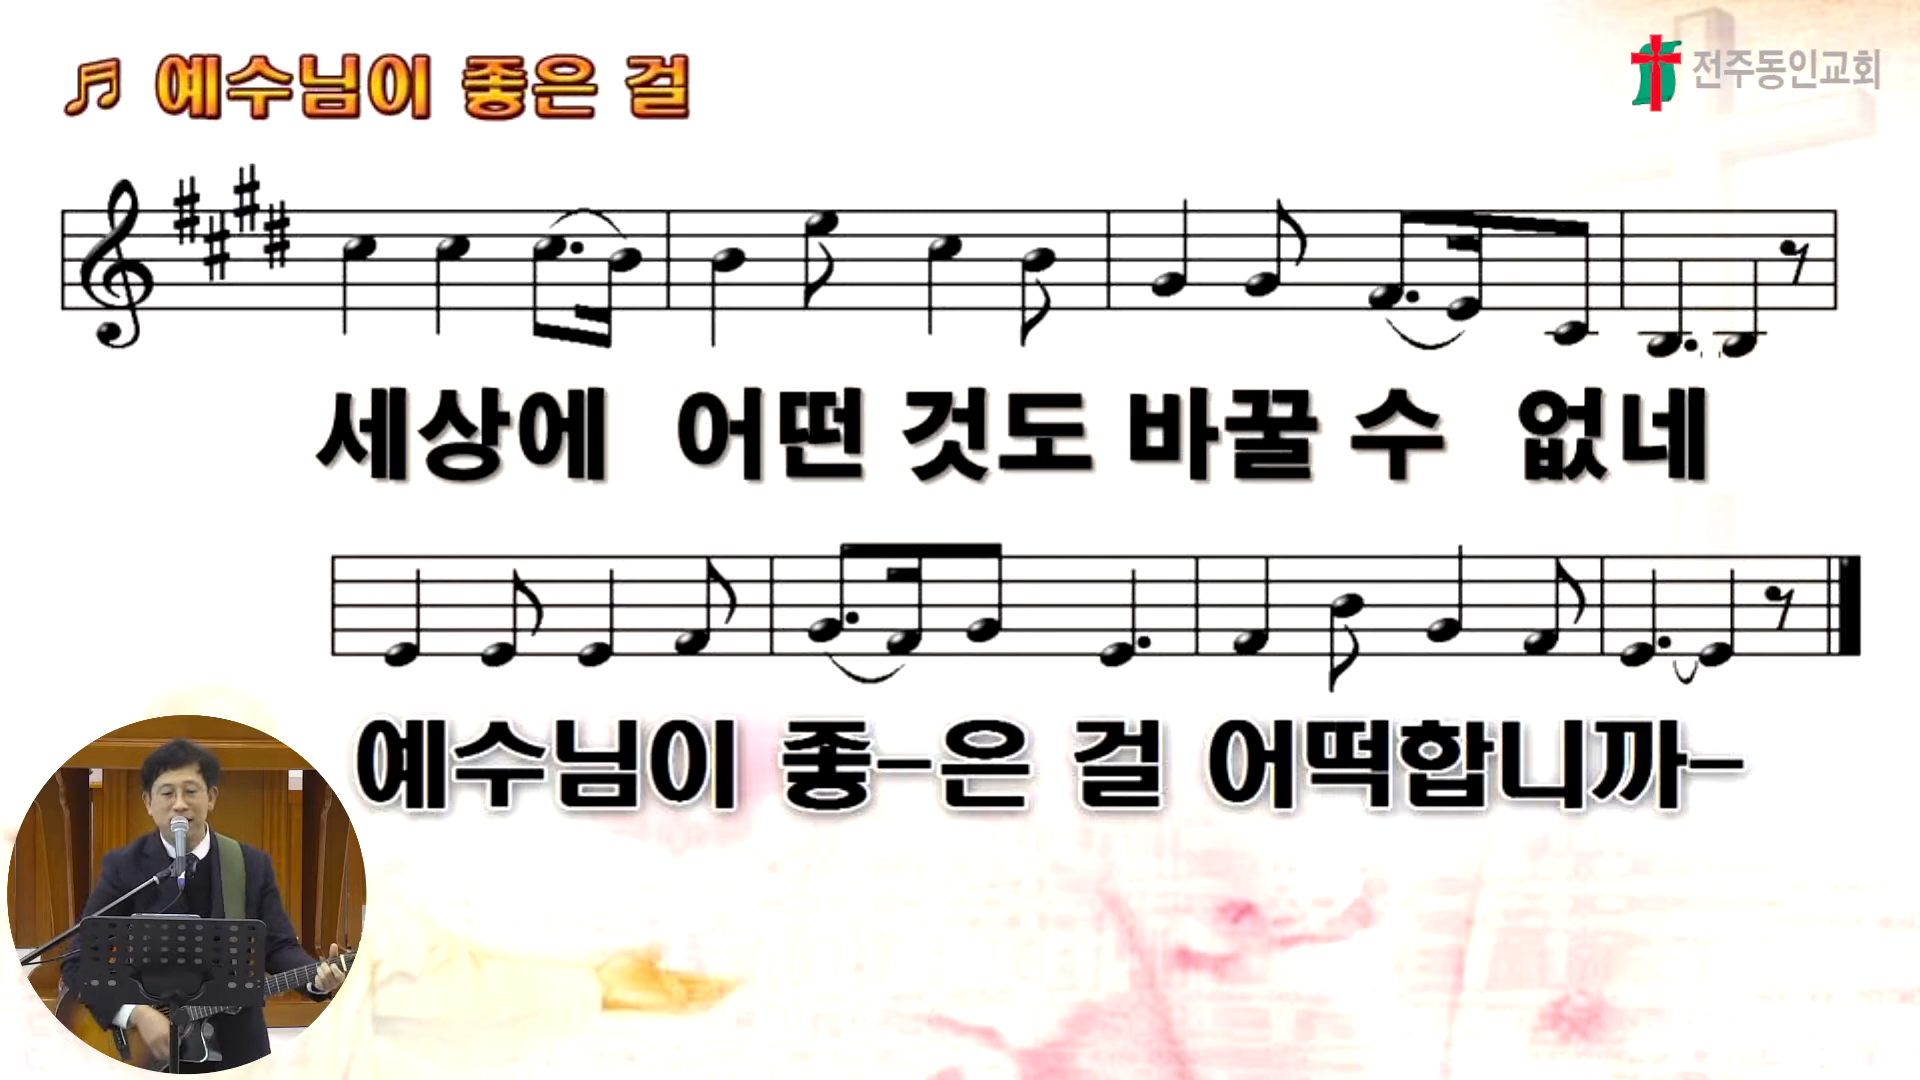 ♬ 예수님이 좋은 걸
전주동인교회
세상에 어떤 것도 바꿀 수 없네
예수님이 좋-은 걸 어떡합니까-